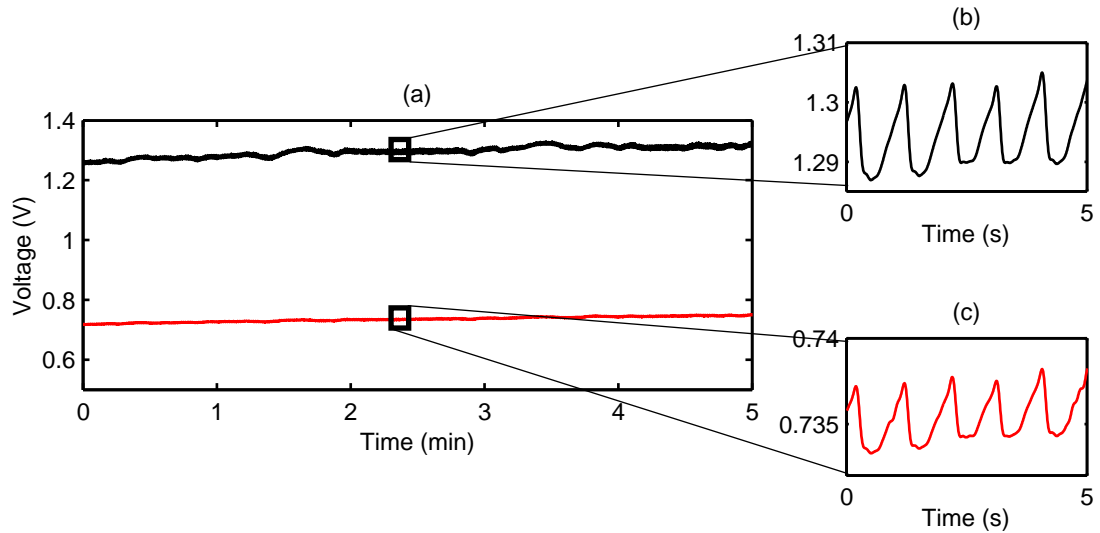 (a)
1.4
1.2
1
0.8
0.6
Voltage (V)
0 1 2 3 4 5
Time (min)
(b)
1.31
1.3
1.29
0 5
Time (s)
(c)
0.74
0.735
0 5
Time (s)